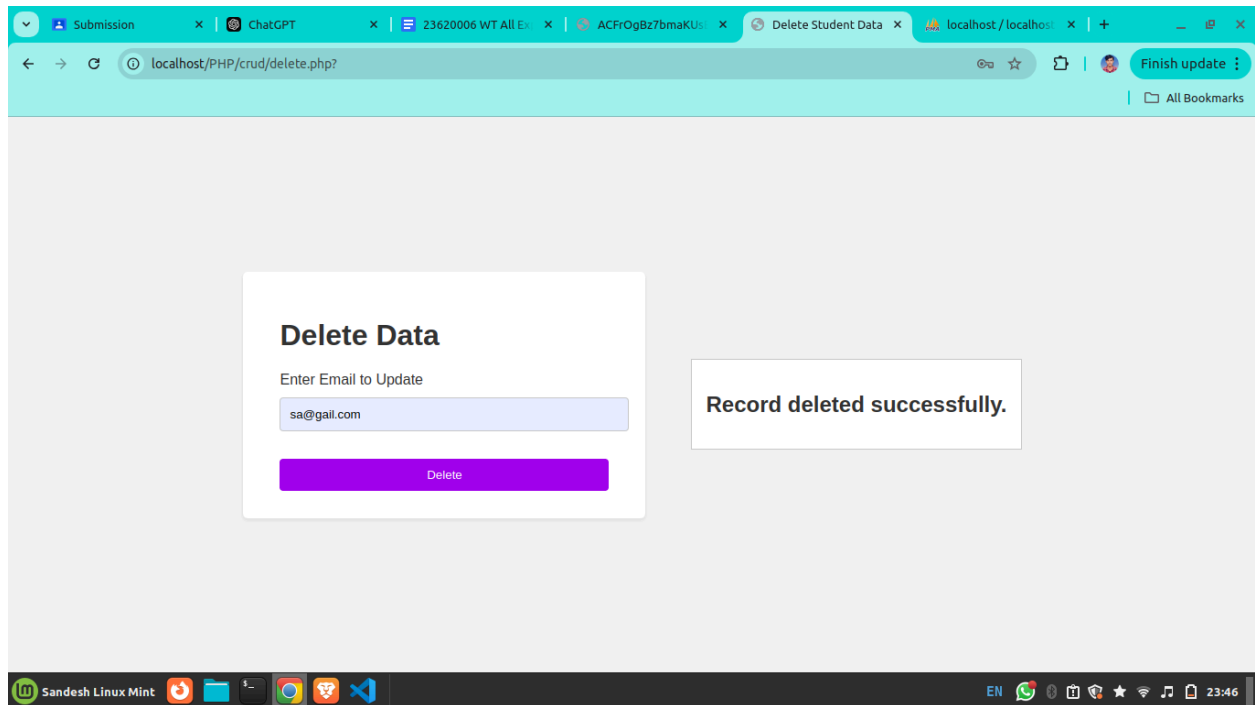 Submission
ChatGPT
23620006 WT All Ex
ACFrOgBz7bmaKUs
Delete Student Data
localhost / localhost
localhost/PHP/crud/delete.php?
Finish update
All Bookmarks
Delete Data
Enter Email to Update
sa@gail.com
Delete
Record deleted successfully.
Sandesh Linux Mint
EN
23:46